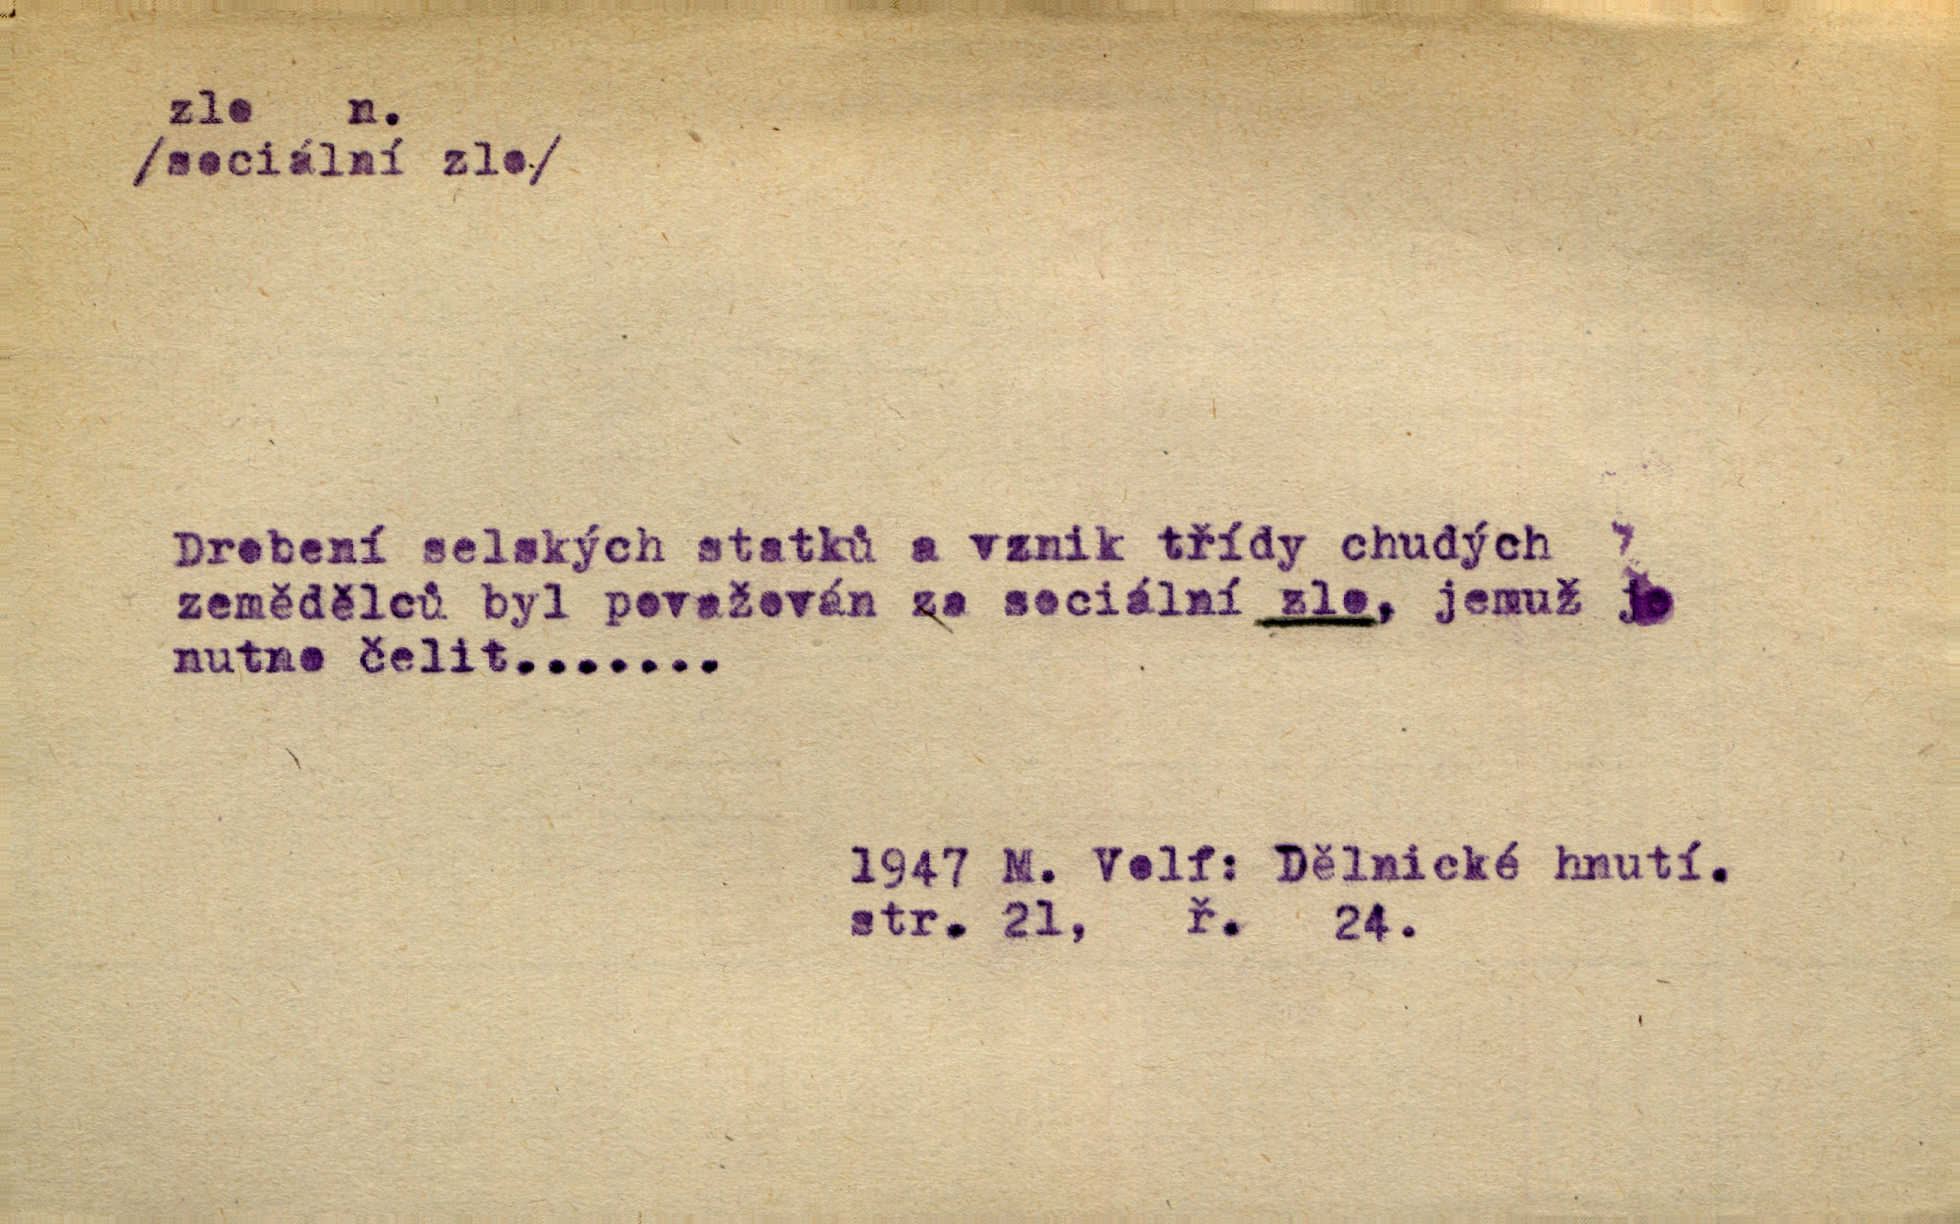 zlo n.
/sociální zlo/
Drobení selských statků a vznik třídy chudých
zemědělců byl považován za sociální zlo, jemuž je
nutno čelit.......
1947 M. Volf: Dělnické hnutí.
str. 21, ř. 24.